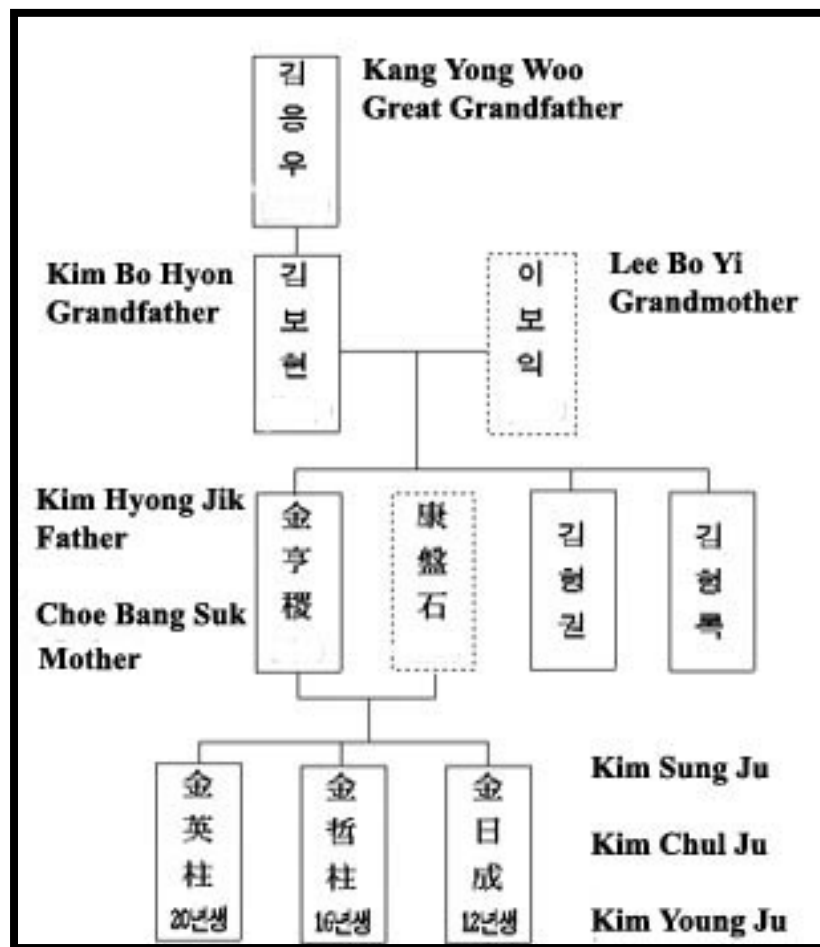 김응우
Kang Yong Woo
Great Grandfather
Kim Bo Hyon
Grandfather
김보현
이보익
Lee Bo Yi
Grandmother
Kim Hyong Jik
Father
Choe Bang Suk
Mother
金亨稷
康盤石
김형권
김형록
金英柱
20년생
金哲柱
16년생
金日成
12년생
Kim Sung Ju
Kim Chul Ju
Kim Young Ju